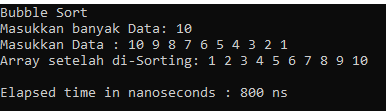 Bubble Sort
Masukkan banyak Data: 10
Masukkan Data : 10 9 8 7 6 5 4 3 2 1
Array setelah di-Sorting: 1 2 3 4 5 6 7 8 9 10
Elapsed time in nanoseconds : 800 ns